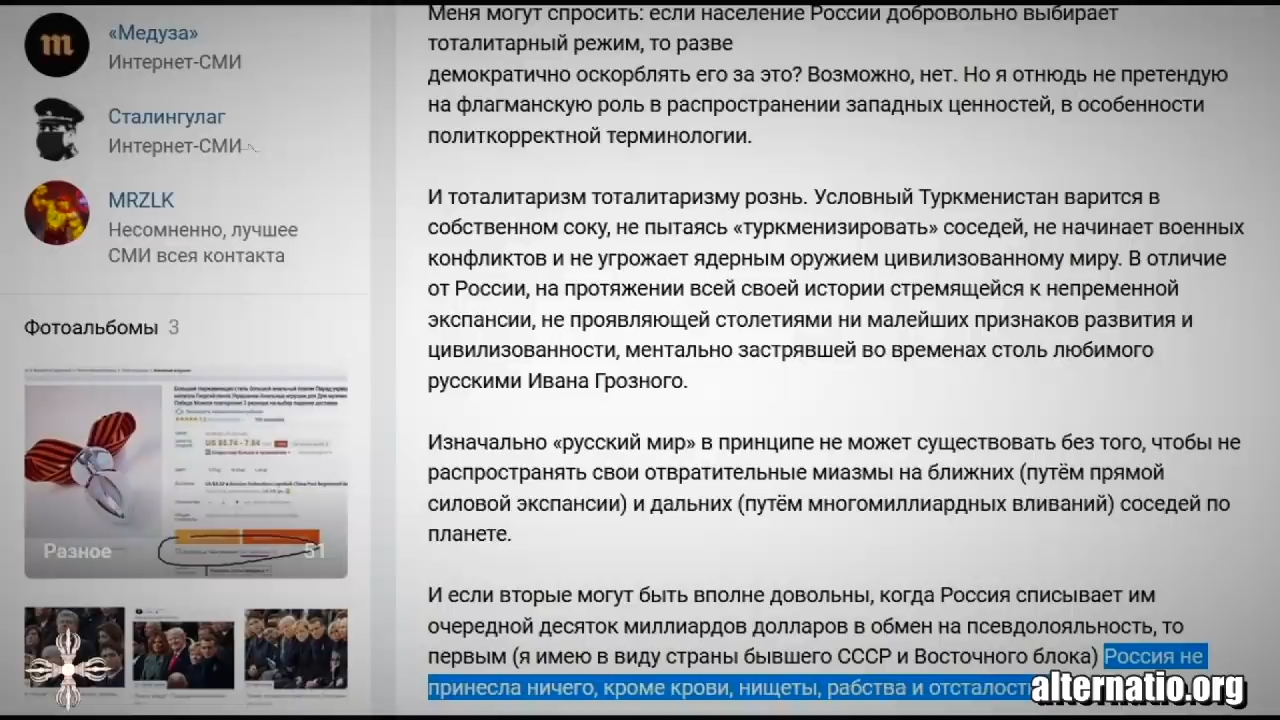 «Медуза»
Интернет-СМИ
Сталингулаг
Интернет-СМИ
MRZLK
Несомненно, лучшее
СМИ всея контакта
Фотоальбомы 3
Разное 51
Меня могут спросить: если население России добровольно выбирает
тоталитарный режим, то разве
демократично оскорблять его за это? Возможно, нет. Но я отнюдь не претендую
на флагманскую роль в распространении западных ценностей, в особенности
политкорректной терминологии.
И тоталитаризм тоталитаризму рознь. Условный Туркменистан варится в
собственном соку, не пытаясь «туркменизировать» соседей, не начинает военных
конфликтов и не угрожает ядерным оружием цивилизованному миру. В отличие
от России, на протяжении всей своей истории стремящейся к непременной
экспансии, не проявляющей столетиями ни малейших признаков развития и
цивилизованности, ментально застрявшей во временах столь любимого
русскими Ивана Грозного.
Изначально «русский мир» в принципе не может существовать без того, чтобы не
распространять свои отвратительные миазмы на ближних (путём прямой
силовой экспансии) и дальних (путём многомиллиардных вливаний) соседей по
планете.
И если вторые могут быть вполне довольны, когда Россия списывает им
очередной десяток миллиардов долларов в обмен на псевдолояльность, то
первым (я имею в виду страны бывшего СССР и Восточного блока) Россия не
принесла ничего, кроме крови, нищеты, рабства и отсталост
alternatio.org